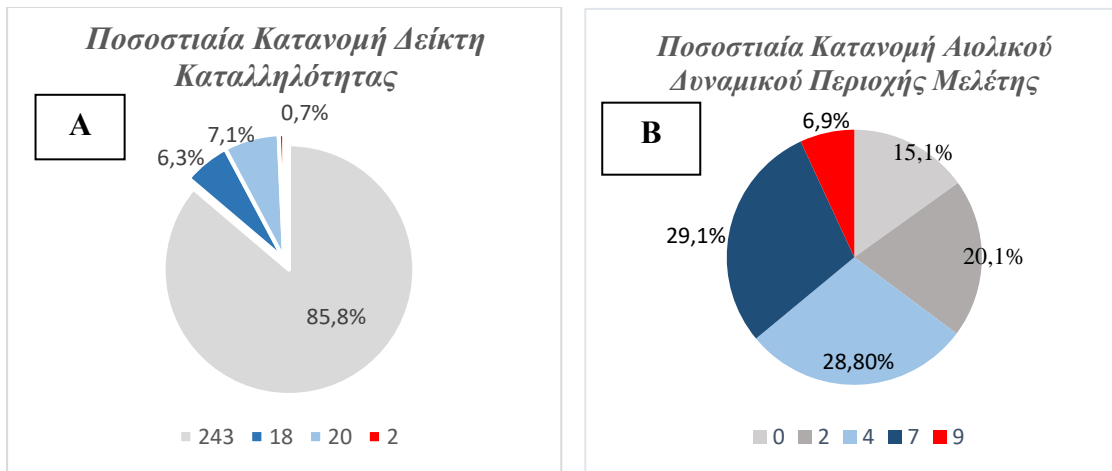 Ποσοστιαία Κατανομή Δείκτη
Καταλληλότητας
A
0,7%
7,1%
6,3%
85,8%
243 18 20 2
Ποσοστιαία Κατανομή Αιολικού
Δυναμικού Περιοχής Μελέτης
B
6,9%
15,1%
29,1%
20,1%
28,80%
0 2 4 7 9